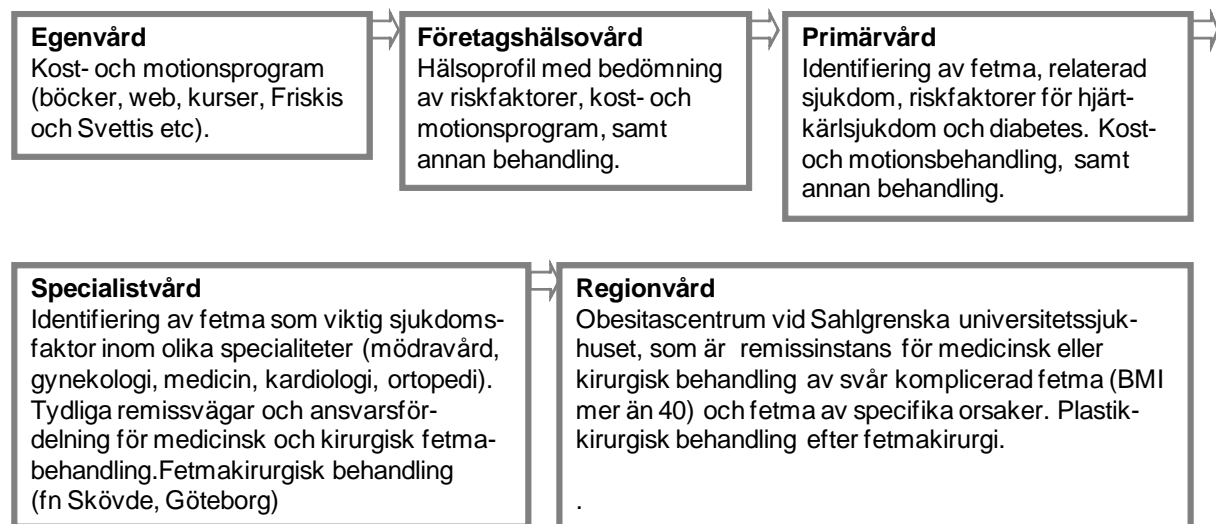 Egenvård
Kost- och motionsprogram
(böcker, web, kurser, Friskis
och Svettis etc).
Företagshälsovård
Hälsoprofil med bedömning
av riskfaktorer, kost- och
motionsprogram, samt
annan behandling.
Primärvård
Identifiering av fetma, relaterad
sjukdom, riskfaktorer för hjärt-
kärlsjukdom och diabetes. Kost-
och motionsbehandling, samt
annan behandling.
Specialistvård
Identifiering av fetma som viktig sjukdoms-
faktor inom olika specialiteter (mödravård,
gynekologi, medicin, kardiologi, ortopedi).
Tydliga remissvägar och ansvarsför-
delning för medicinsk och kirurgisk fetma-
behandling.Fetmakirurgisk behandling
(fn Skövde, Göteborg)
Regionvård
Obesitascentrum vid Sahlgrenska universitetssjuk-
huset, som är remissinstans för medicinsk eller
kirurgisk behandling av svår komplicerad fetma (BMI
mer än 40) och fetma av specifika orsaker. Plastik-
kirurgisk behandling efter fetmakirurgi.
.